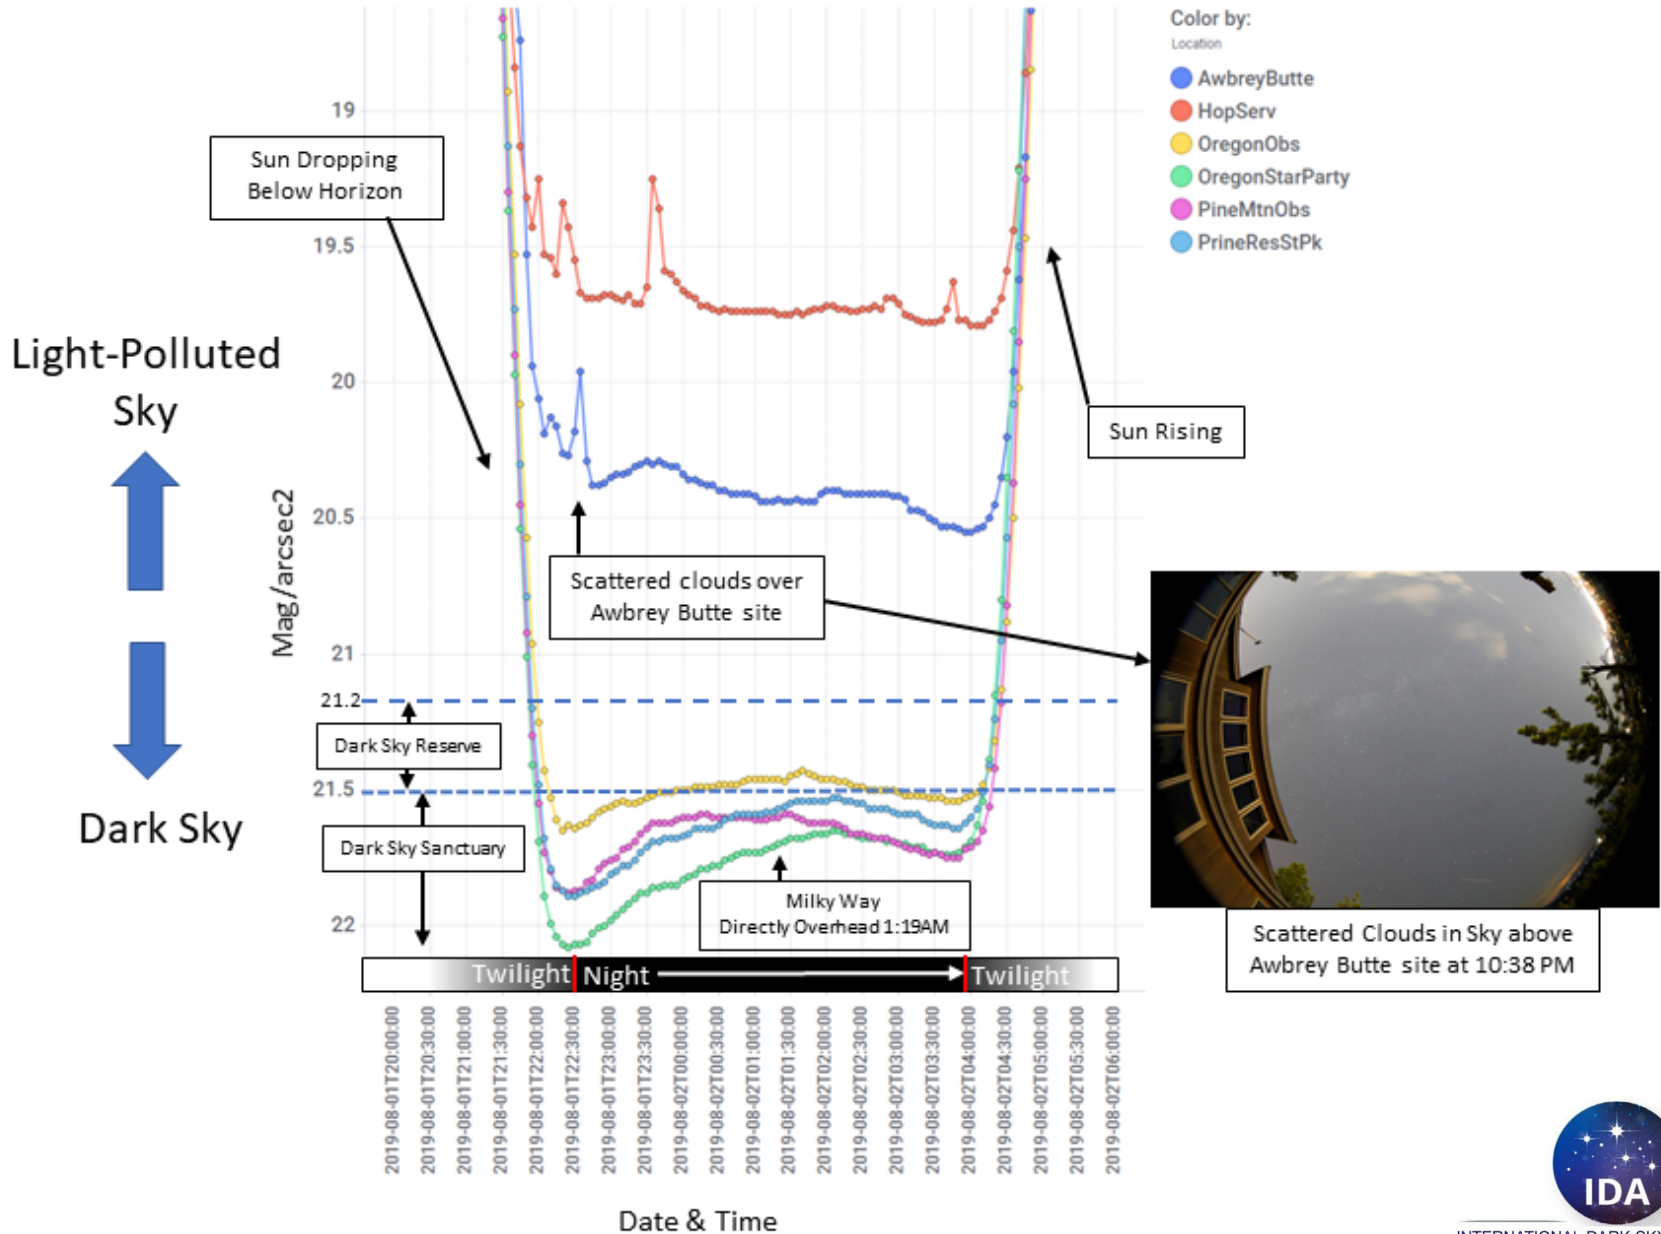 Color by:
Location
AwbreyButte
HopServ
OregonObs
OregonStarParty
PineMtnObs
PrineResStPk
19
19.5
20
20.5
21
21.2
21.5
22
Mag/arcsec2
Sun Dropping
Below Horizon
Light-Polluted
Sky
Dark Sky
Sun Rising
Scattered clouds over
Awbrey Butte site
Dark Sky Reserve
Dark Sky Sanctuary
Milky Way
Directly Overhead 1:19AM
Scattered Clouds in Sky above
Awbrey Butte site at 10:38 PM
Twilight
Night
Twilight
2019-08-01T20:00:00
2019-08-01T20:30:00
2019-08-01T21:00:00
2019-08-01T21:30:00
2019-08-01T22:00:00
2019-08-01T22:30:00
2019-08-01T23:00:00
2019-08-01T23:30:00
2019-08-02T00:00:00
2019-08-02T00:30:00
2019-08-02T01:00:00
2019-08-02T01:30:00
2019-08-02T02:00:00
2019-08-02T02:30:00
2019-08-02T03:00:00
2019-08-02T03:30:00
2019-08-02T04:00:00
2019-08-02T04:30:00
2019-08-02T05:00:00
2019-08-02T05:30:00
2019-08-02T06:00:00
Date & Time
IDA
INTERNATIONAL DARK-SKY